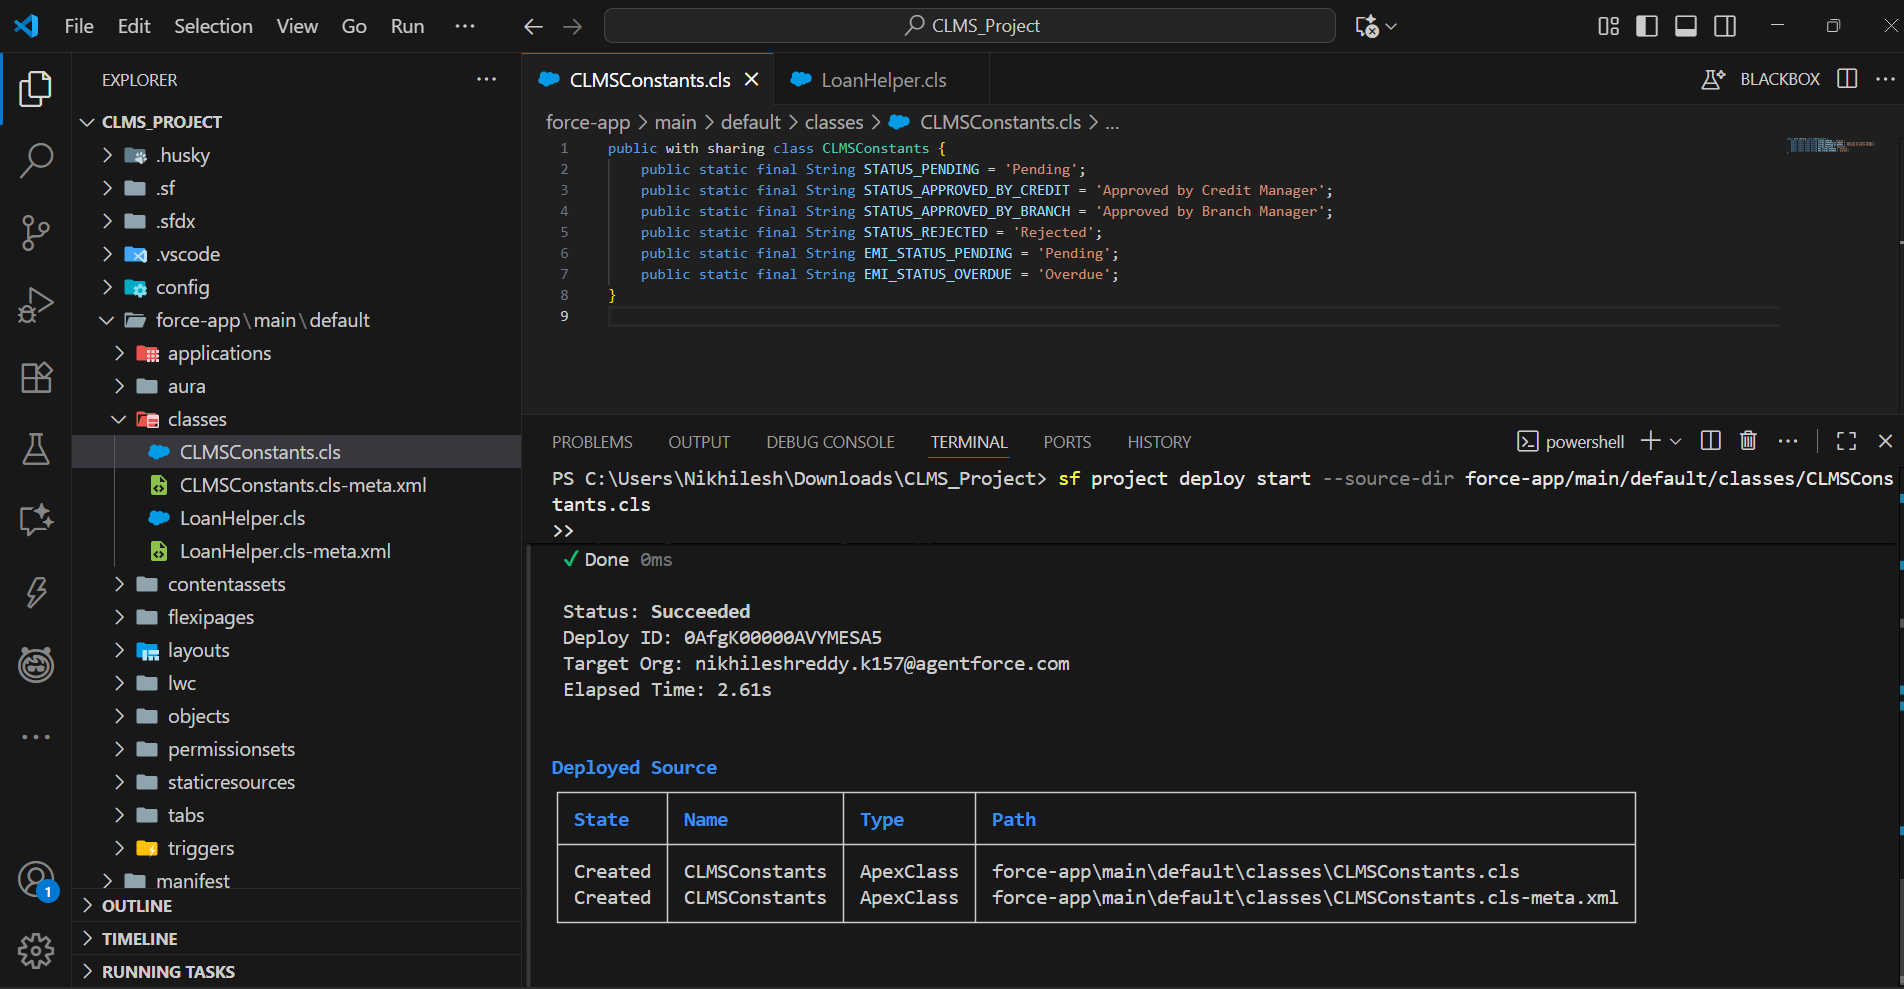 File Edit Selection View Go Run ···
CLMS_Project
EXPLORER
CLMS_PROJECT
.husky
.sf
.sfdx
.vscode
config
force-app\main\default
applications
aura
classes
CLMSConstants.cls
CLMSConstants.cls-meta.xml
LoanHelper.cls
LoanHelper.cls-meta.xml
contentassets
flexipages
layouts
lwc
objects
permissionsets
staticresources
tabs
triggers
manifest
OUTLINE
TIMELINE
RUNNING TASKS
1
CLMSConstants.cls LoanHelper.cls
BLACKBOX
force-app > main > default > classes > CLMSConstants.cls > ...
1 public with sharing class CLMSConstants {
2 public static final String STATUS_PENDING = 'Pending';
3 public static final String STATUS_APPROVED_BY_CREDIT = 'Approved by Credit Manager';
4 public static final String STATUS_APPROVED_BY_BRANCH = 'Approved by Branch Manager';
5 public static final String STATUS_REJECTED = 'Rejected';
6 public static final String EMI_STATUS_PENDING = 'Pending';
7 public static final String EMI_STATUS_OVERDUE = 'Overdue';
8 }
9
PROBLEMS OUTPUT DEBUG CONSOLE TERMINAL PORTS HISTORY
powershell
PS C:\Users\Nikhilesh\Downloads\CLMS_Project> sf project deploy start --source-dir force-app/main/default/classes/CLMSCons
tants.cls
>>
✓ Done 0ms
Status: Succeeded
Deploy ID: 0AfgK00000AVYMESA5
Target Org: nikhileshreddy.k157@agentforce.com
Elapsed Time: 2.61s
Deployed Source
State Name Type Path
Created CLMSConstants ApexClass force-app\main\default\classes\CLMSConstants.cls
Created CLMSConstants ApexClass force-app\main\default\classes\CLMSConstants.cls-meta.xml